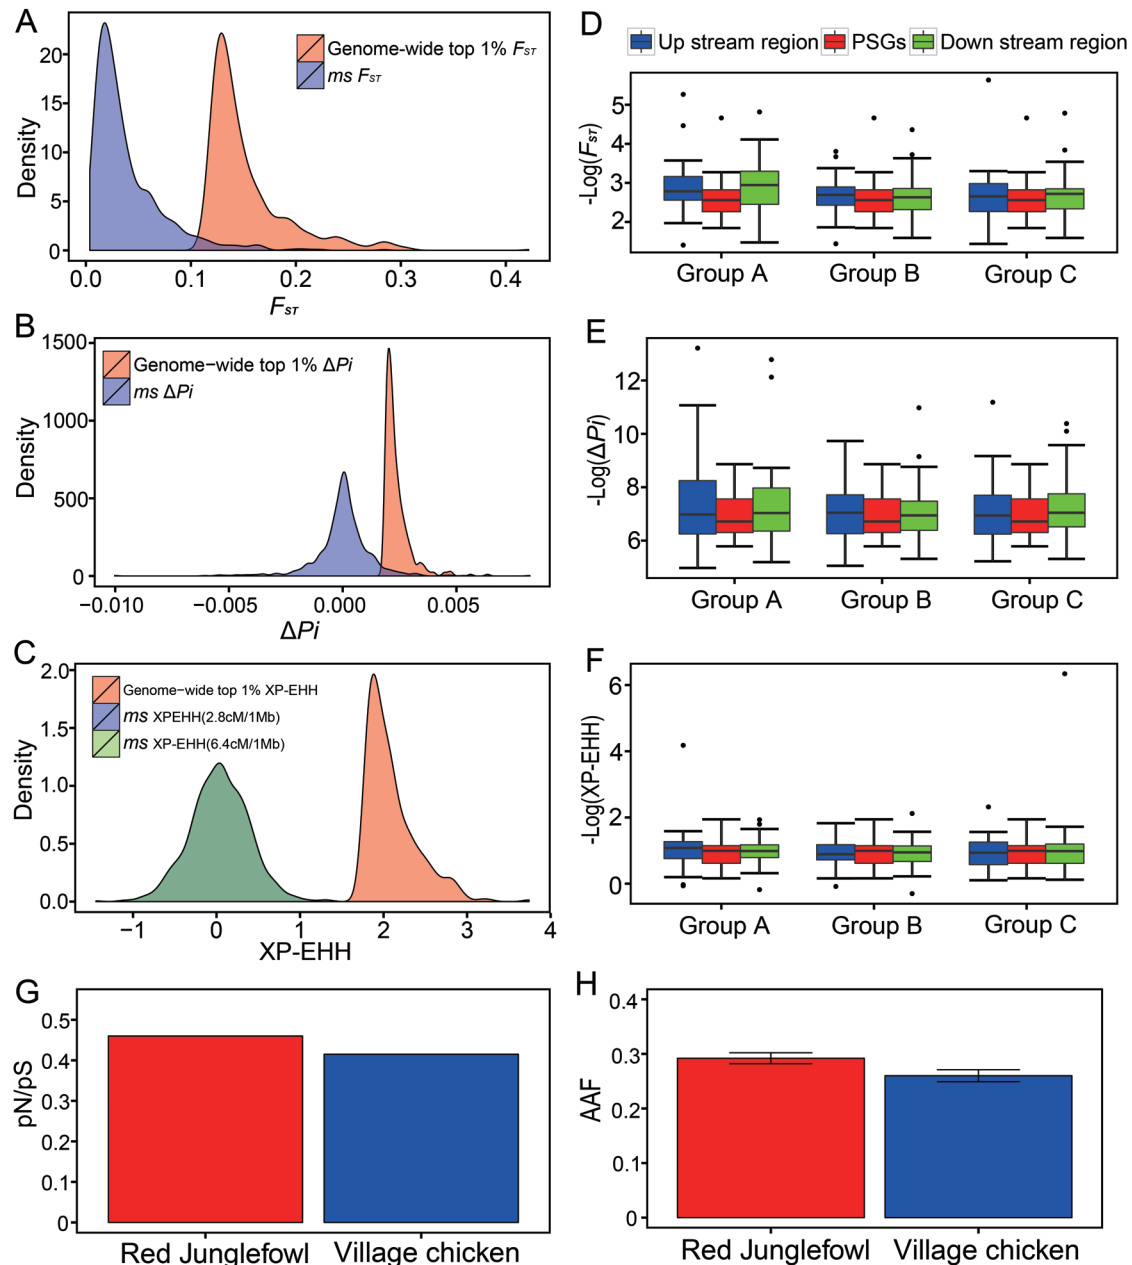 A
Genome-wide top 1% FST
ms FST
Density
20
15
10
5
0
0.0 0.1 0.2 0.3 0.4
FST
B
Genome-wide top 1% ΔPi
ms ΔPi
Density
1500
1000
500
0
−0.010 −0.005 0.000 0.005
ΔPi
C
Genome-wide top 1% XP-EHH
ms XPEHH(2.8cM/1Mb)
ms XP-EHH(6.4cM/1Mb)
Density
2.0
1.5
1.0
0.5
0.0
−1 0 1 2 3 4
XP-EHH
D
Up stream region PSGs Down stream region
-Log(FST)
5
4
3
2
Group A Group B Group C
E
-Log(ΔPi)
12
10
8
6
Group A Group B Group C
F
-Log(XP-EHH)
6
4
2
0
Group A Group B Group C
G
pN/pS
0.5
0.4
0.3
0.2
0.1
0
Red Junglefowl Village chicken
H
AAF
0.4
0.3
0.2
0.1
0
Red Junglefowl Village chicken